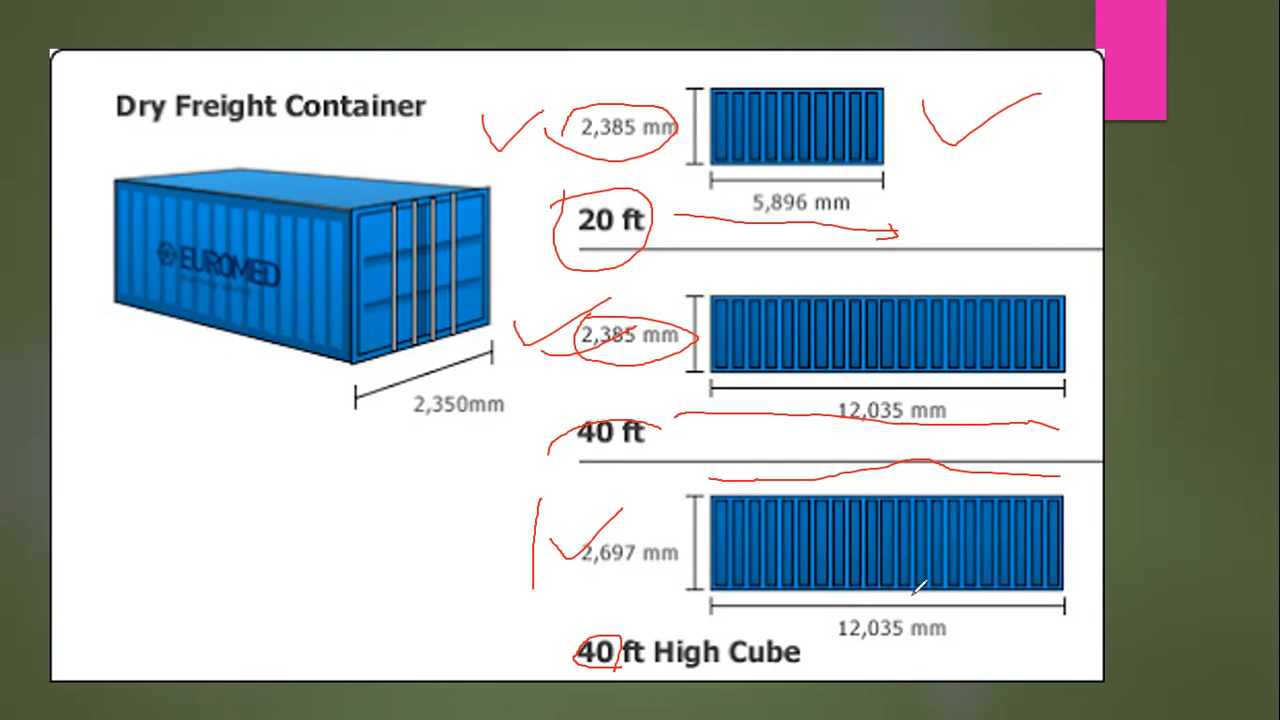 Dry Freight Container
EUROMED
2,350mm
2,385 mm
5,896 mm
20 ft
2,385 mm
12,035 mm
40 ft
2,697 mm
12,035 mm
40 ft High Cube